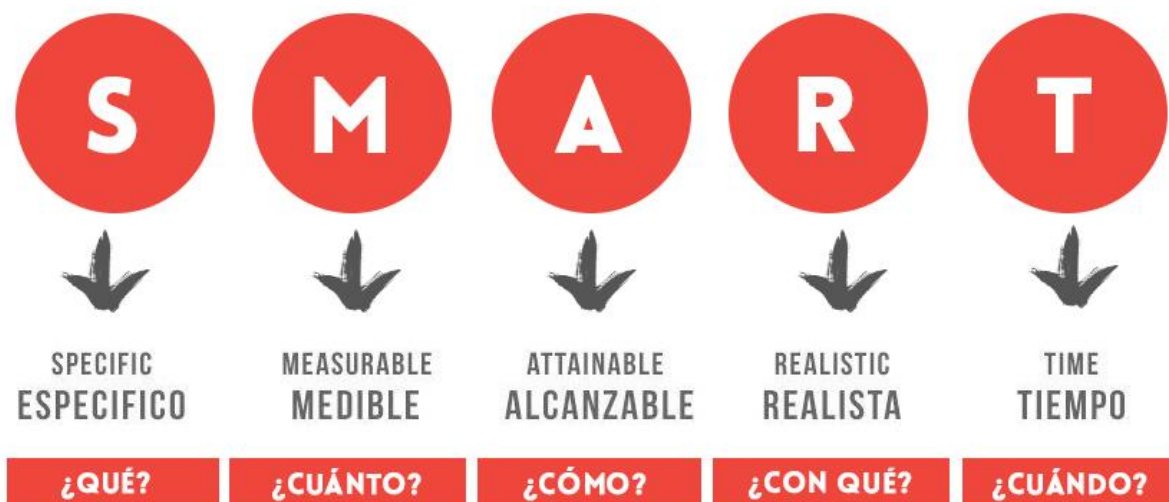 S M A R T
SPECIFIC MEASURABLE ATTAINABLE REALISTIC TIME
ESPECIFICO MEDIBLE ALCANZABLE REALISTA TIEMPO
¿QUÉ? ¿CUÁNTO? ¿CÓMO? ¿CON QUÉ? ¿CUÁNDO?